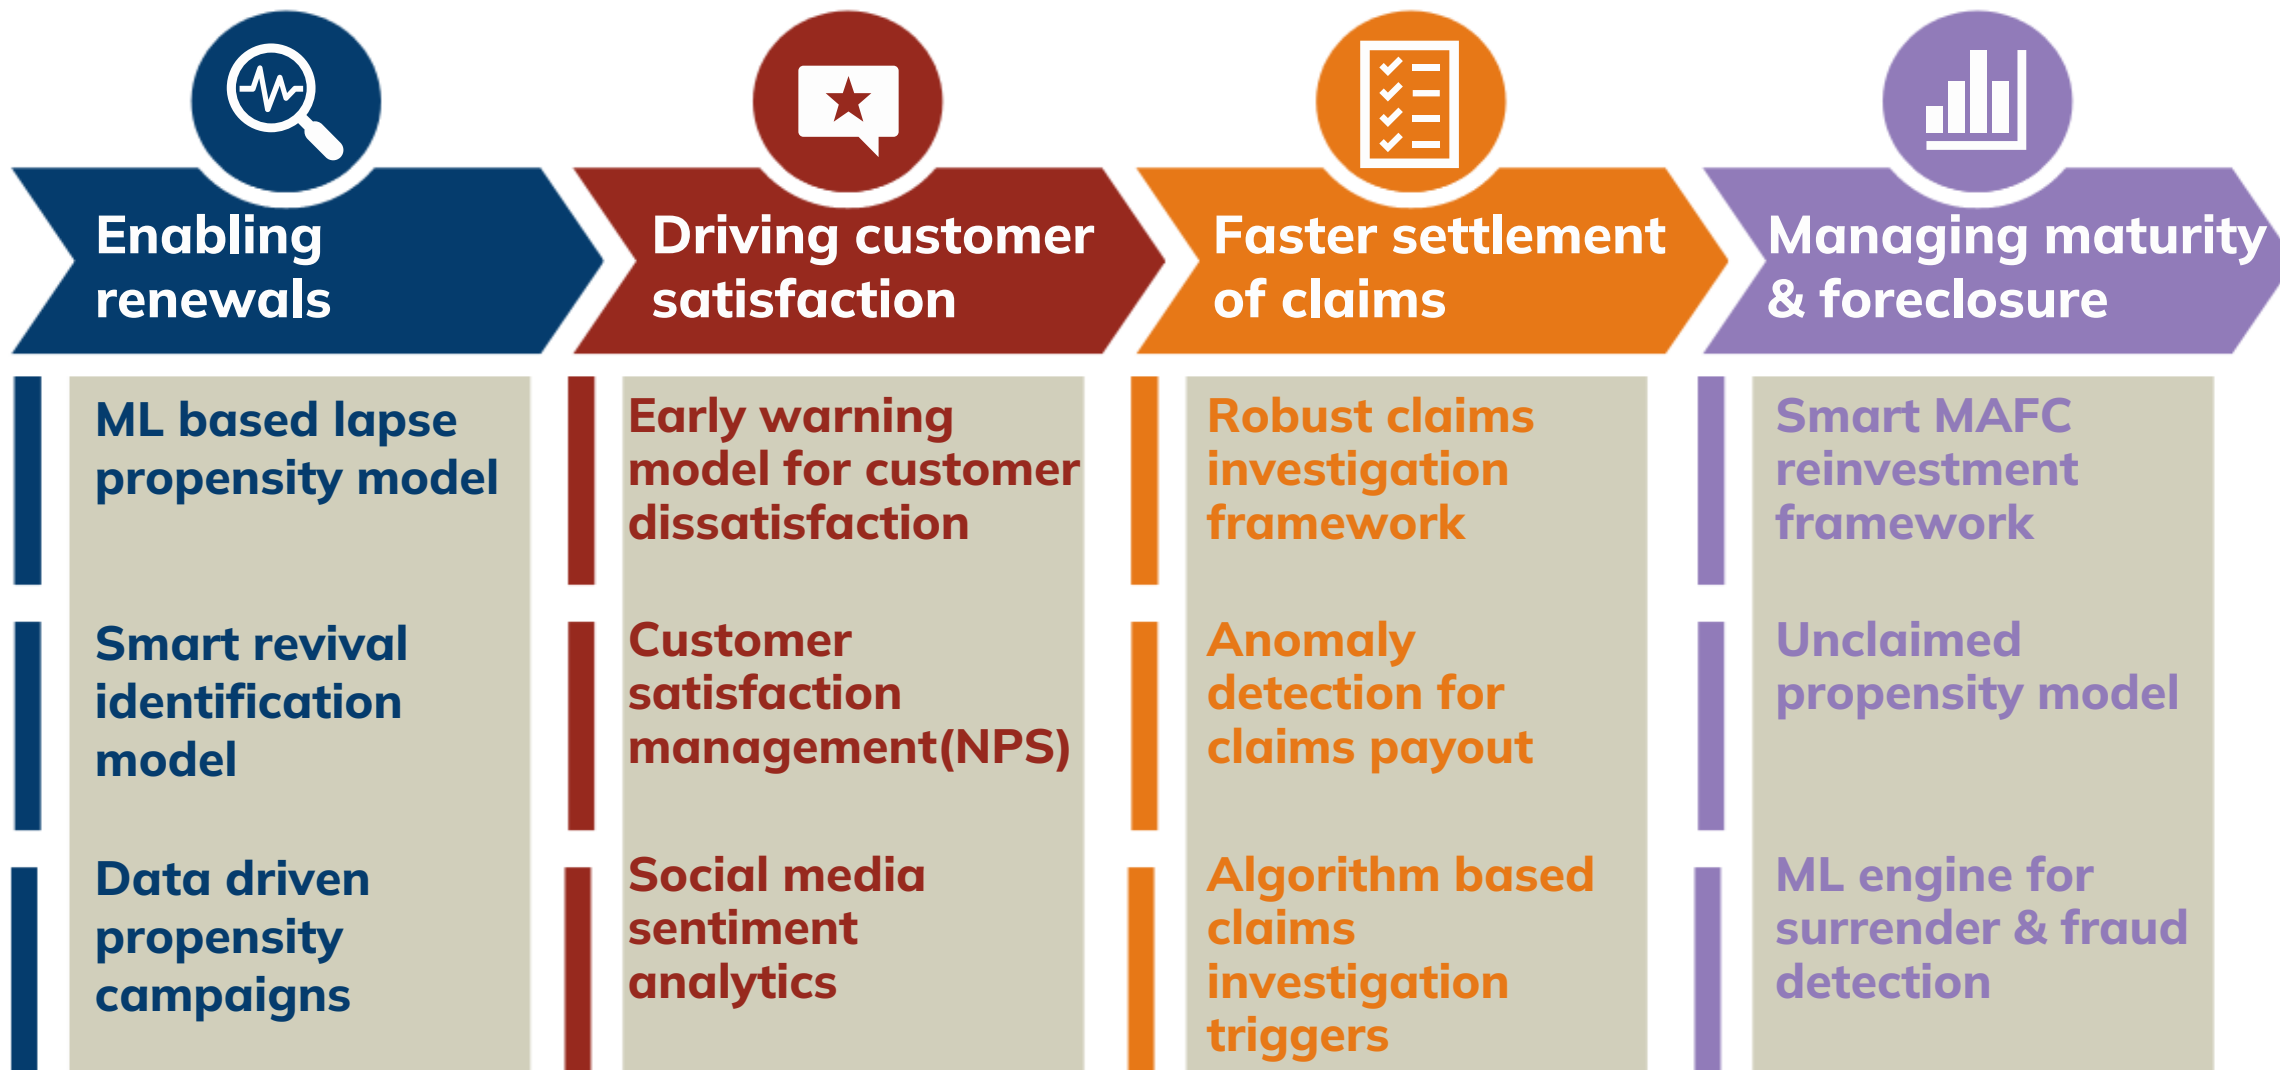 Enabling
renewals
Driving customer
satisfaction
Faster settlement
of claims
Managing maturity
& foreclosure
ML based lapse
propensity model
Smart revival
identification
model
Data driven
propensity
campaigns
Early warning
model for customer
dissatisfaction
Customer
satisfaction
management(NPS)
Social media
sentiment
analytics
Robust claims
investigation
framework
Anomaly
detection for
claims payout
Algorithm based
claims
investigation
triggers
Smart MAFC
reinvestment
framework
Unclaimed
propensity model
ML engine for
surrender & fraud
detection